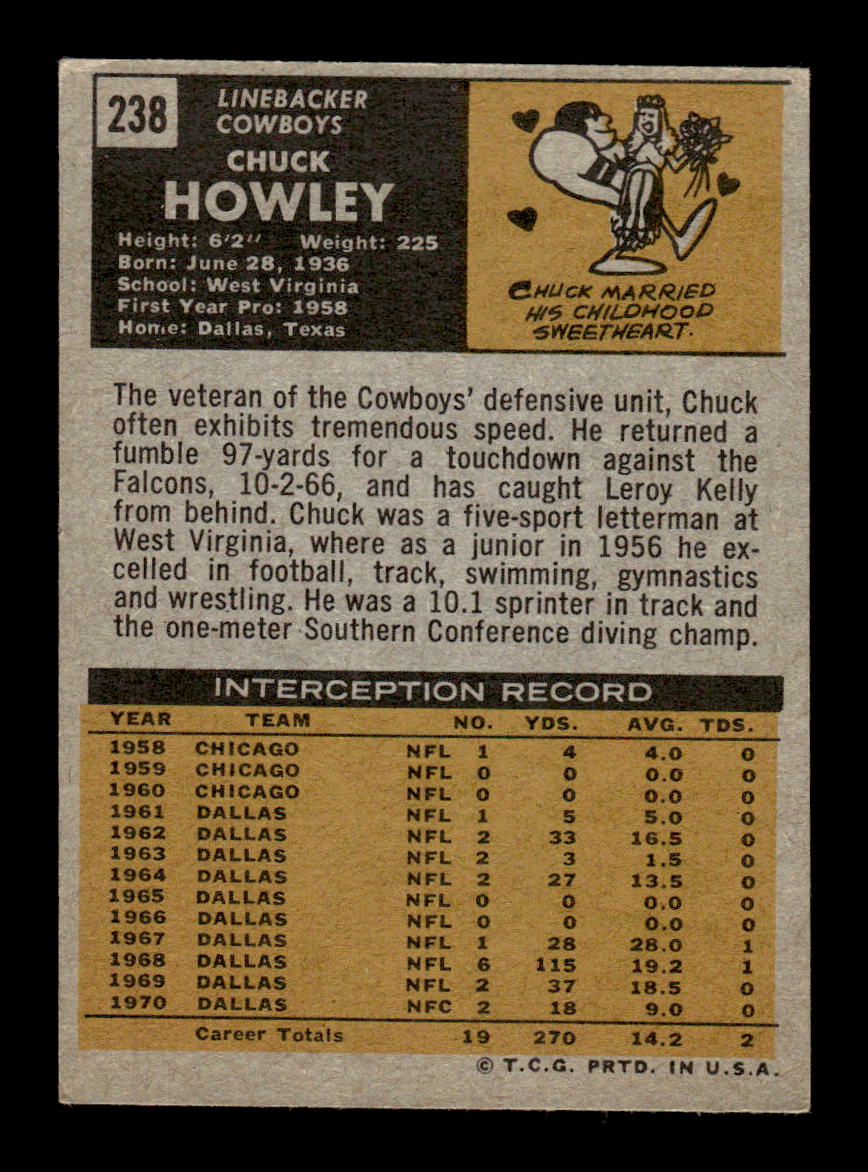 238
LINEBACKER
COWBOYS
CHUCK
HOWLEY
Height: 6'2" Weight: 225
Born: June 28, 1936
School: West Virginia
First Year Pro: 1958
Home: Dallas, Texas
CHUCK MARRIED
HIS CHILDHOOD
SWEETHEART.
The veteran of the Cowboys' defensive unit, Chuck
often exhibits tremendous speed. He returned a
fumble 97-yards for a touchdown against the
Falcons, 10-2-66, and has caught Leroy Kelly
from behind. Chuck was a five-sport letterman at
West Virginia, where as a junior in 1956 he ex-
celled in football, track, swimming, gymnastics
and wrestling. He was a 10.1 sprinter in track and
the one-meter Southern Conference diving champ.
INTERCEPTION RECORD
YEAR TEAM NO. YDS. AVG. TDS.
1958 CHICAGO NFL 1 4 4.0 0
1959 CHICAGO NFL 0 0 0.0 0
1960 CHICAGO NFL 0 0 0.0 0
1961 DALLAS NFL 1 5 5.0 0
1962 DALLAS NFL 2 33 16.5 0
1963 DALLAS NFL 2 3 1.5 0
1964 DALLAS NFL 2 27 13.5 0
1965 DALLAS NFL 0 0 0.0 0
1966 DALLAS NFL 0 0 0.0 0
1967 DALLAS NFL 1 28 28.0 1
1968 DALLAS NFL 6 115 19.2 1
1969 DALLAS NFL 2 37 18.5 0
1970 DALLAS NFC 2 18 9.0 0
Career Totals 19 270 14.2 2
© T.C.G. PRTD. IN U.S.A.